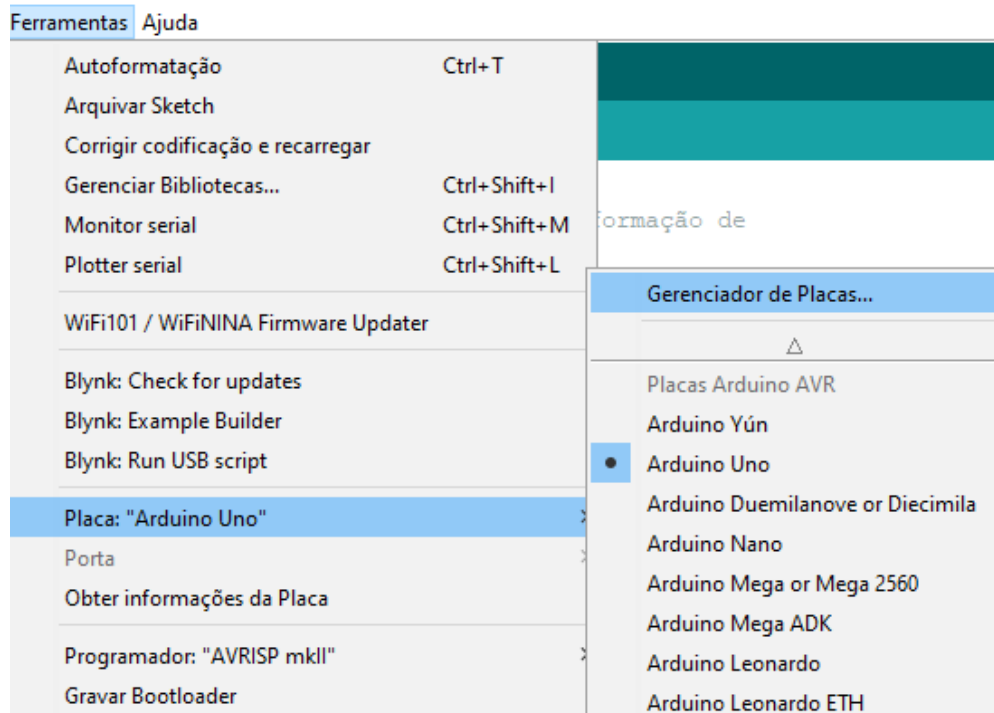 Ferramentas Ajuda
Autoformatação Ctrl+T
Arquivar Sketch
Corrigir codificação e recarregar
Gerenciar Bibliotecas... Ctrl+Shift+I
Monitor serial Ctrl+Shift+M
Plotter serial Ctrl+Shift+L
WiFi101 / WiFiNINA Firmware Updater
Blynk: Check for updates
Blynk: Example Builder
Blynk: Run USB script
Placa: "Arduino Uno"
Porta
Obter informações da Placa
Programador: "AVRISP mkII"
Gravar Bootloader
formação de
Gerenciador de Placas...
Placas Arduino AVR
Arduino Yún
Arduino Uno
Arduino Duemilanove or Diecimila
Arduino Nano
Arduino Mega or Mega 2560
Arduino Mega ADK
Arduino Leonardo
Arduino Leonardo ETH